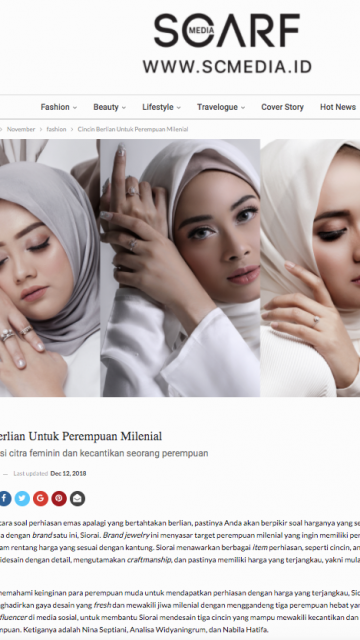 SCARF
MEDIA
WWW.SCMEDIA.ID
Fashion Beauty Lifestyle Travelogue Cover Story Hot News
November fashion Cincin Berlian Untuk Perempuan Milenial
erlian Untuk Perempuan Milenial
si citra feminin dan kecantikan seorang perempuan
— Last updated Dec 12, 2018
cara soal perhiasan emas apalagi yang bertahtakan berlian, pastinya Anda akan berpikir soal harganya yang se
a dengan brand satu ini, Siorai. Brand jewelry ini menyasar target perempuan milenial yang ingin memiliki per
am rentang harga yang sesuai dengan kantung. Siorai menawarkan berbagai item perhiasan, seperti cincin, an
didesain dengan detail, mengutamakan craftmanship, dan pastinya memiliki harga yang terjangkau, yakni mula
memahami keinginan para perempuan muda untuk mendapatkan perhiasan dengan harga yang terjangkau, Sio
ghadirkan gaya desain yang fresh dan mewakili jiwa milenial dengan menggandeng tiga perempuan hebat yan
fluencer di media sosial, untuk membantu Siorai mendesain tiga cincin yang mampu mewakili kecantikan dan
mpuan. Ketiganya adalah Nina Septiani, Analisa Widyaningrum, dan Nabila Hatifa.